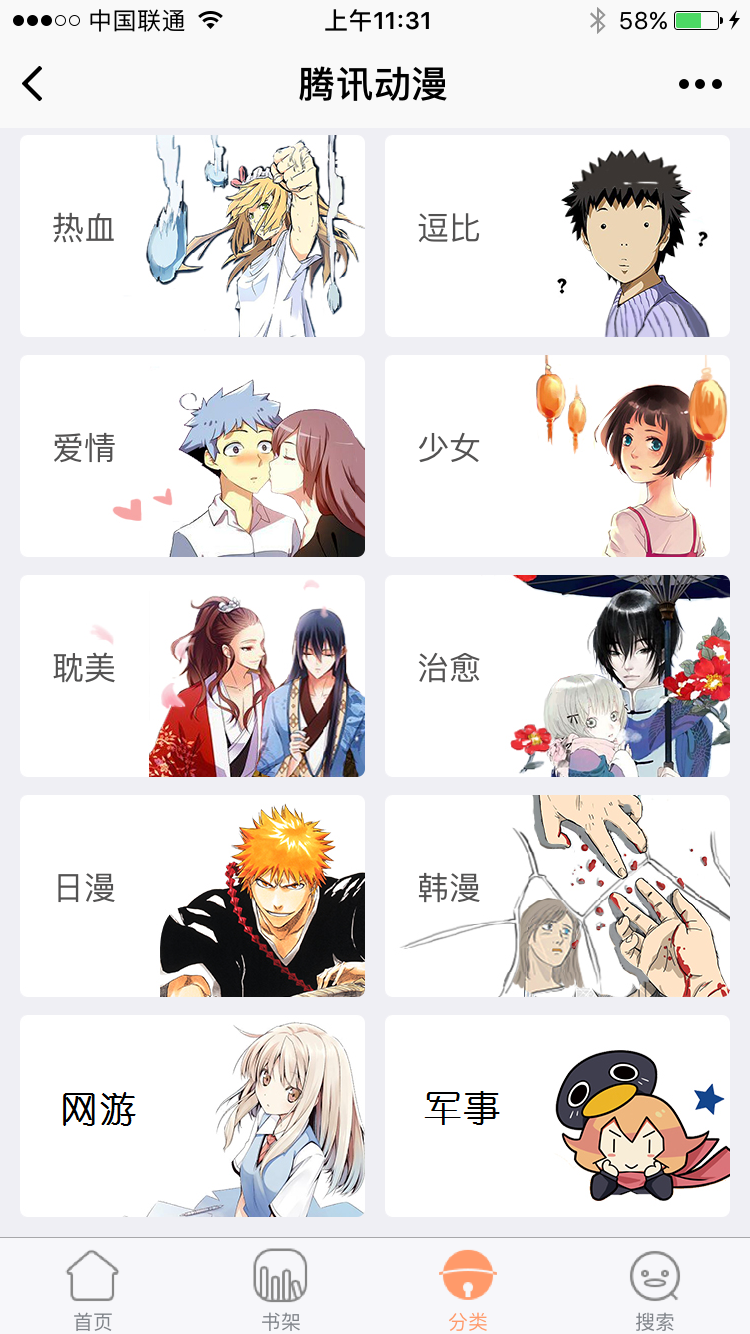 中国联通 上午11:31 58%
腾讯动漫
热血 逗比
? ?
爱情 少女
耽美 治愈
日漫 韩漫
网游 军事
首页 书架 分类 搜索